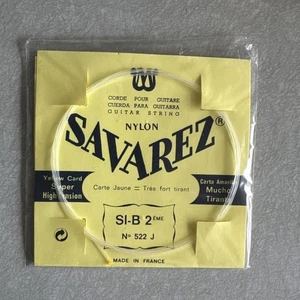 CORDE POUR GUITARE
CUERDA PARA GUITARRA
GUITAR STRING
NYLON
SAVAREZ®
Yellow Card
Super
High tension
Carte Jaune = Très fort tirant
Carta Amarilla
Mucho
Tirante
SI-B 2ÈME
No 522 J
MADE IN FRANCE